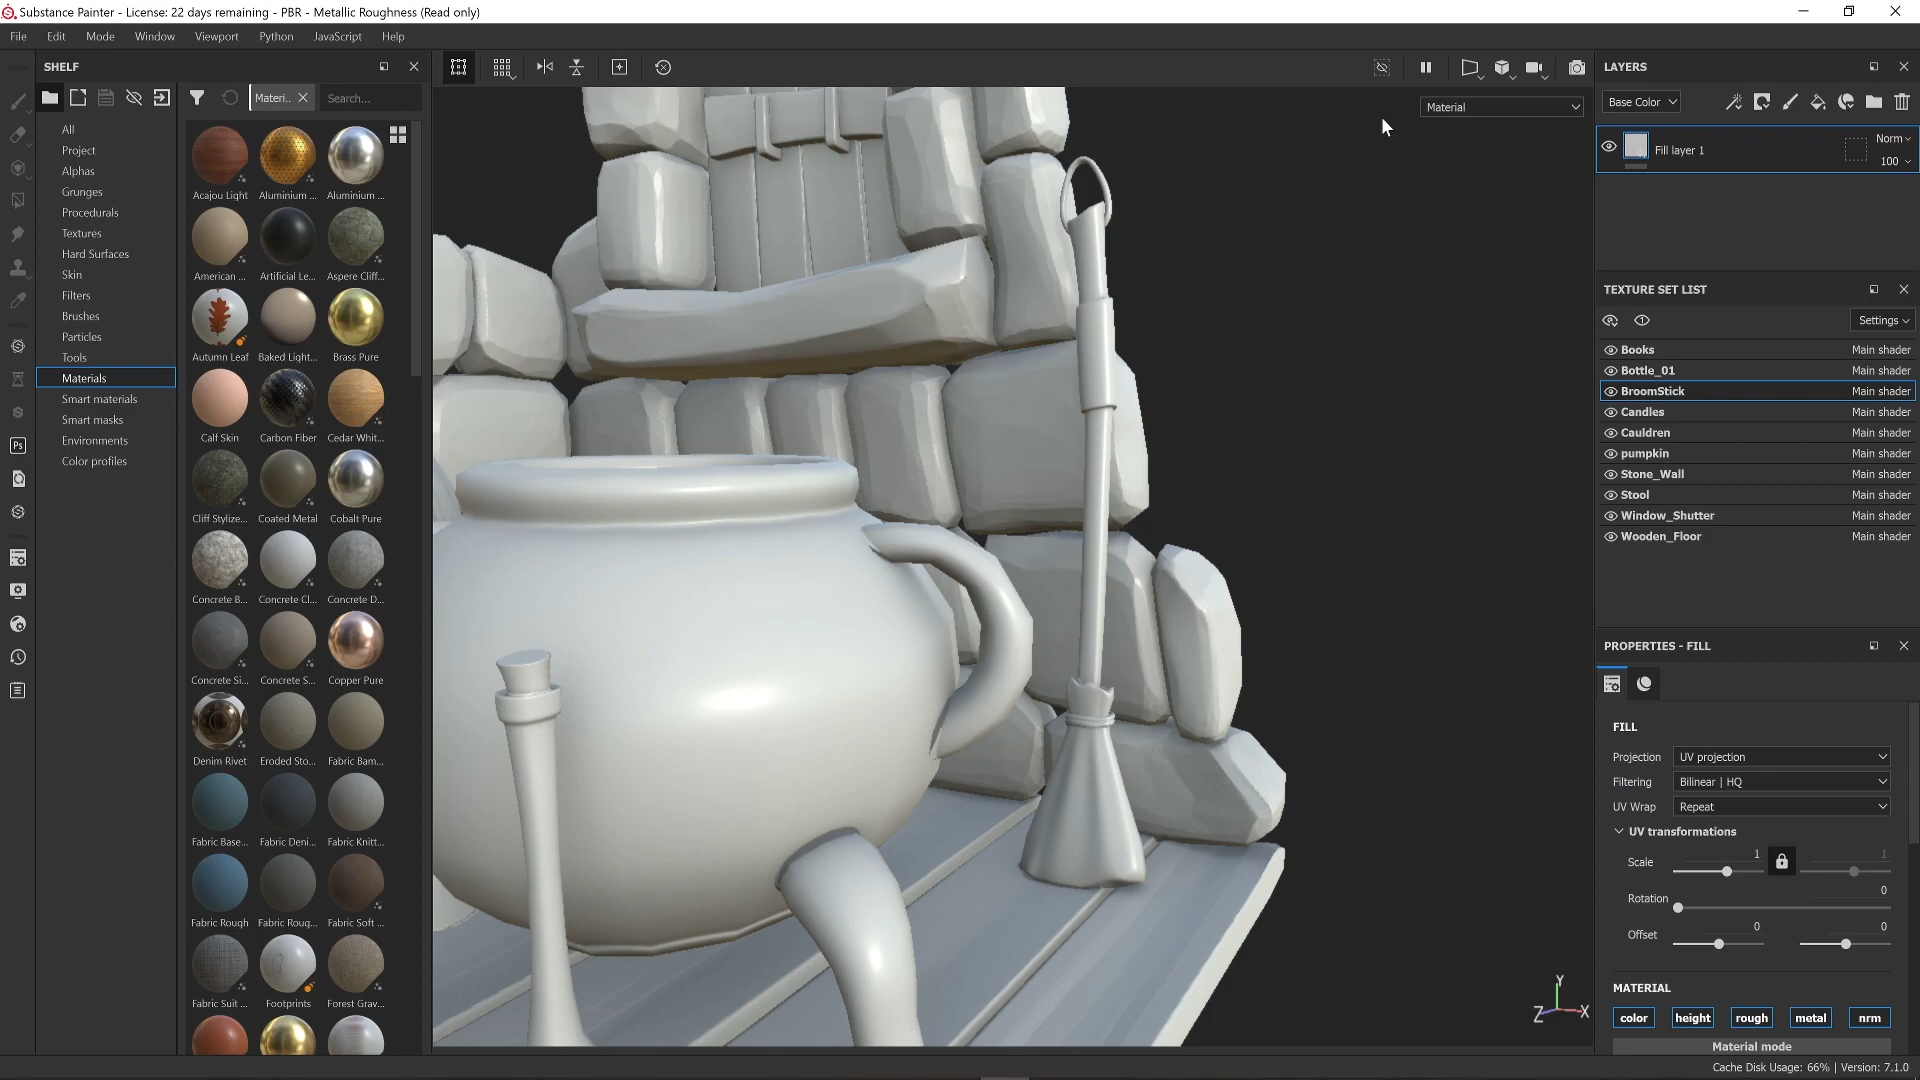 Substance Painter - License: 22 days remaining - PBR - Metallic Roughness (Read only)
File Edit Mode Window Viewport Python JavaScript Help
SHELF
Materi..
Search...
All
Project
Alphas
Grunges
Procedurals
Textures
Hard Surfaces
Skin
Filters
Brushes
Particles
Tools
Materials
Smart materials
Smart masks
Environments
Color profiles
Ps
Acajou Light Aluminium ... Aluminium ...
American ... Artificial Le... Aspere Cliff...
Autumn Leaf Baked Light... Brass Pure
Calf Skin Carbon Fiber Cedar Whit...
Cliff Stylize... Coated Metal Cobalt Pure
Concrete B... Concrete Cl... Concrete D...
Concrete Si... Concrete S... Copper Pure
Denim Rivet Eroded Sto... Fabric Bam...
Fabric Base... Fabric Deni... Fabric Knitt...
Fabric Rough Fabric Roug... Fabric Soft ...
Fabric Suit ... Footprints Forest Grav...
Material
Y
Z X
LAYERS
Base Color
Fill layer 1
Norm
100
TEXTURE SET LIST
1
Settings
Books Main shader
Bottle_01 Main shader
BroomStick Main shader
Candles Main shader
Cauldren Main shader
pumpkin Main shader
Stone_Wall Main shader
Stool Main shader
Window_Shutter Main shader
Wooden_Floor Main shader
PROPERTIES - FILL
FILL
Projection UV projection
Filtering Bilinear | HQ
UV Wrap Repeat
UV transformations
Scale 1 1
Rotation 0
Offset 0 0
MATERIAL
color height rough metal nrm
Material mode
Cache Disk Usage: 66% | Version: 7.1.0